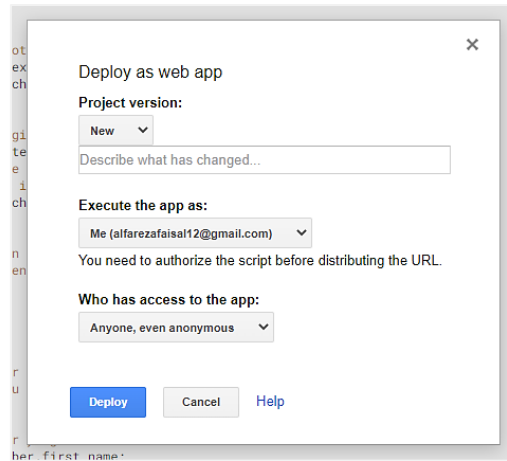 Deploy as web app
Project version:
New
Describe what has changed...
Execute the app as:
Me (alfarezafaisal12@gmail.com)
You need to authorize the script before distributing the URL.
Who has access to the app:
Anyone, even anonymous
Deploy Cancel Help
her.first_name: